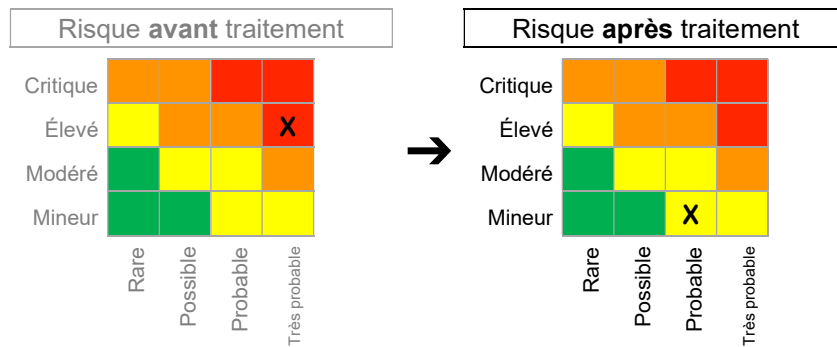 Risque avant traitement
Critique
Élevé
X
Modéré
Mineur
Rare
Possible
Probable
Très probable
➔
Risque après traitement
Critique
Élevé
Modéré
Mineur
X
Rare
Possible
Probable
Très probable